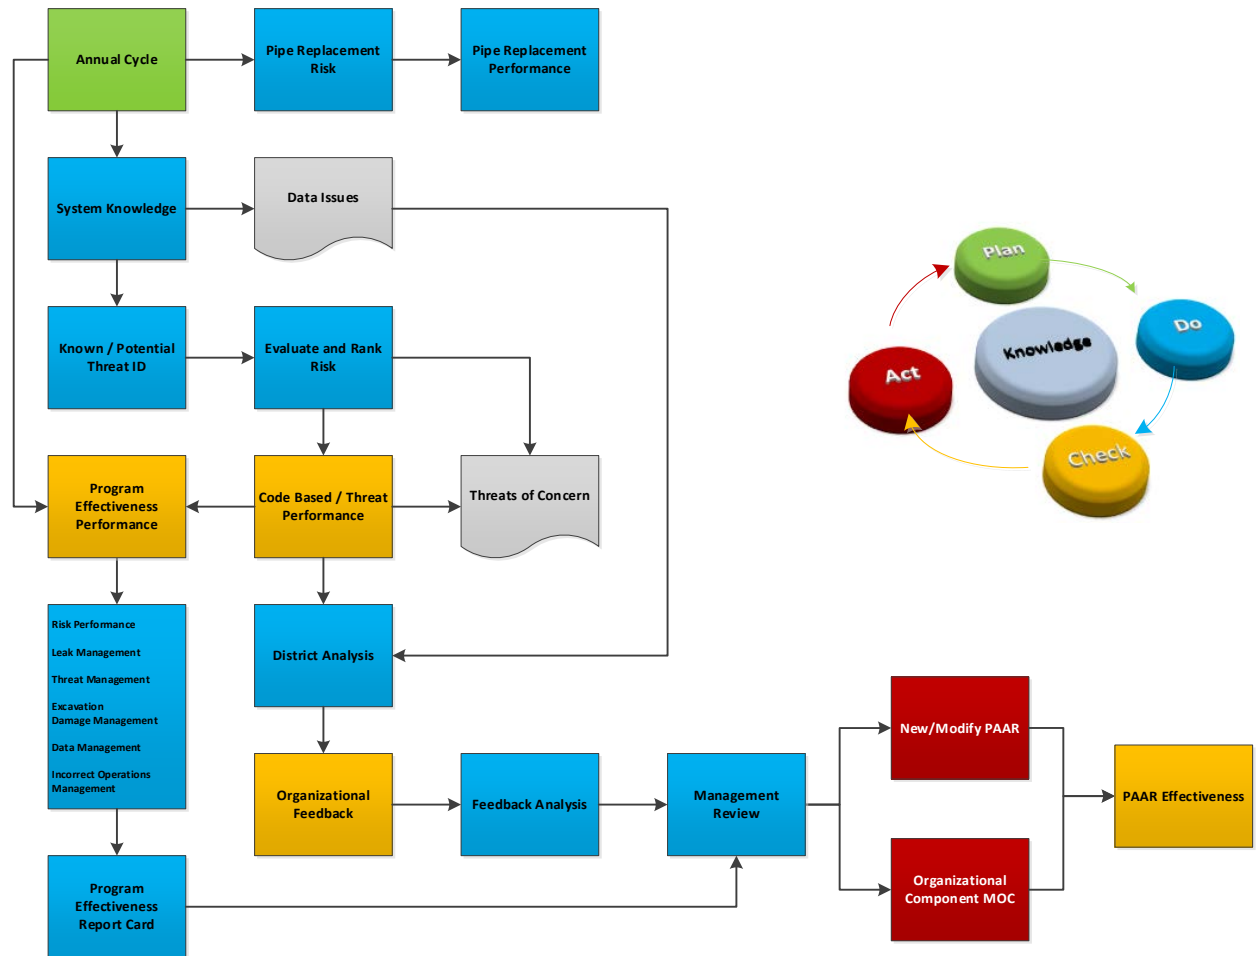 Annual Cycle
Pipe Replacement
Risk
Pipe Replacement
Performance
System Knowledge
Data Issues
Plan
Do
Knowledge
Act
Check
Known / Potential
Threat ID
Evaluate and Rank
Risk
Program
Effectiveness
Performance
Code Based / Threat
Performance
Threats of Concern
Risk Performance
Leak Management
Threat Management
Excavation
Damage Management
Data Management
Incorrect Operations
Management
District Analysis
Organizational
Feedback
Feedback Analysis
Management
Review
New/Modify PAAR
PAAR Effectiveness
Organizational
Component MOC
Program
Effectiveness
Report Card